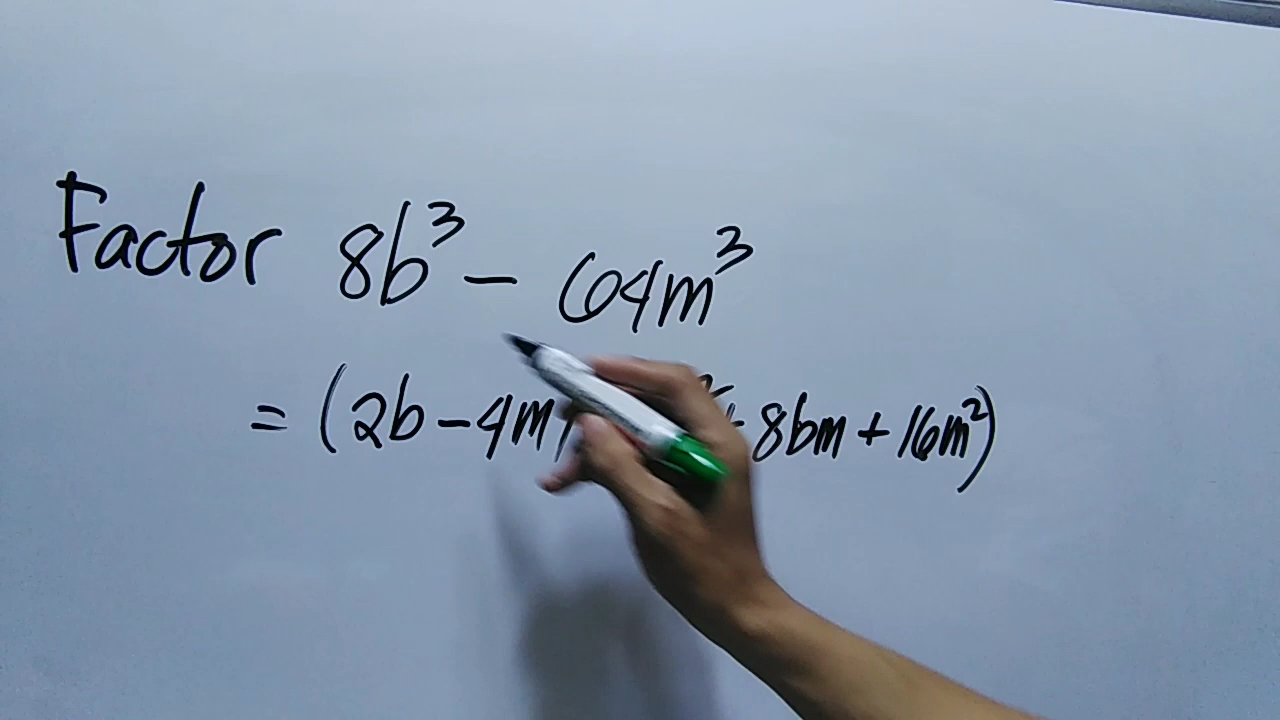 Factor 8b³ – 64m³
= (2b – 4m) + 8bm + 16m²)